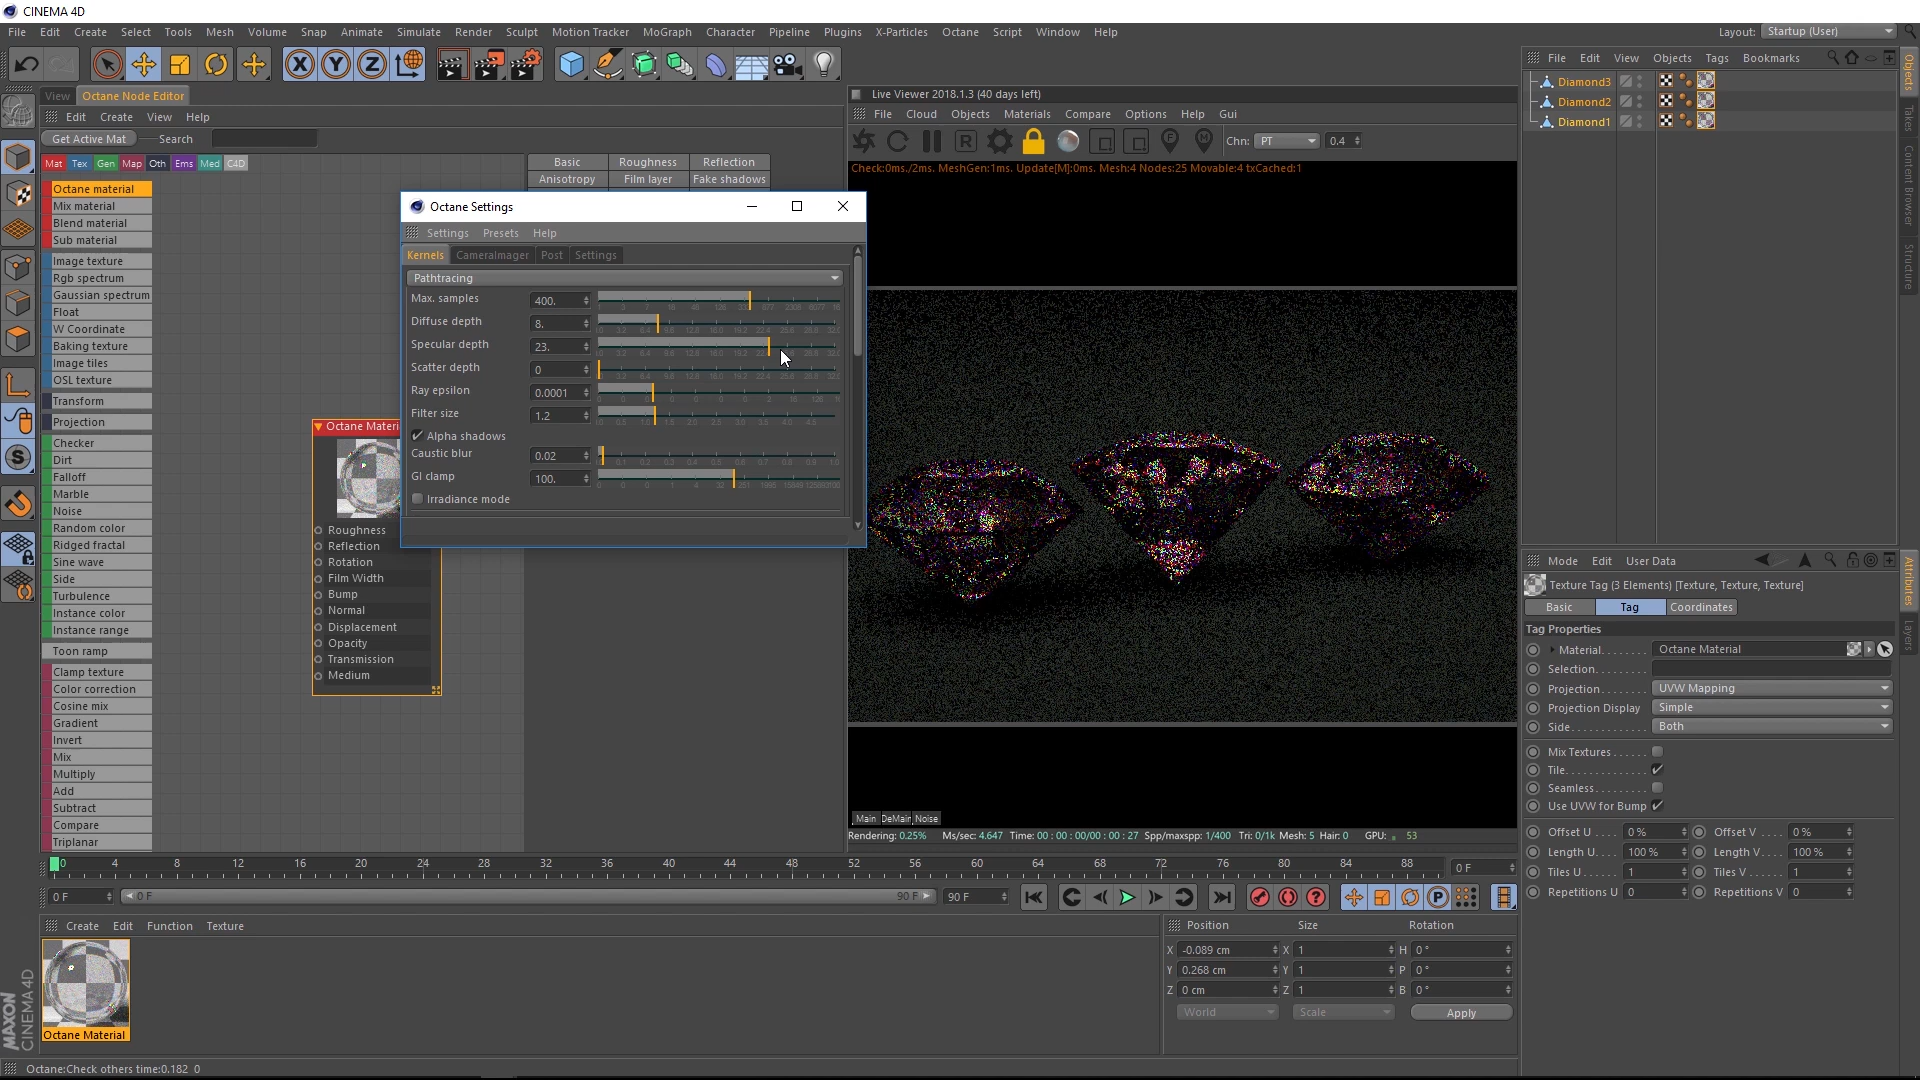 CINEMA 4D
File Edit Create Select Tools Mesh Volume Snap Animate Simulate Render Sculpt Motion Tracker MoGraph Character Pipeline Plugins X-Particles Octane Script Window Help
Layout: Startup (User)
File Edit View Objects Tags Bookmarks
Diamond3
Diamond2
Diamond1
View Octane Node Editor
Edit Create View Help
Get Active Mat Search
Mat Tex Gen Map Oth Ems Med C4D
Octane material
Mix material
Blend material
Sub material
Image texture
Rgb spectrum
Gaussian spectrum
Float
W Coordinate
Baking texture
Image tiles
OSL texture
Transform
Projection
Checker
Dirt
Falloff
Marble
Noise
Random color
Ridged fractal
Sine wave
Side
Turbulence
Instance color
Instance range
Toon ramp
Clamp texture
Color correction
Cosine mix
Gradient
Invert
Mix
Multiply
Add
Subtract
Compare
Triplanar
Basic Roughness Reflection
Anisotropy Film layer Fake shadows
Octane Materi
Roughness
Reflection
Rotation
Film Width
Bump
Normal
Displacement
Opacity
Transmission
Medium
Octane Settings
Settings Presets Help
Kernels CameraImager Post Settings
Pathtracing
Max. samples 400.
Diffuse depth 8.
Specular depth 23.
Scatter depth 0
Ray epsilon 0.0001
Filter size 1.2
Alpha shadows
Caustic blur 0.02
GI clamp 100.
Irradiance mode
Live Viewer 2018.1.3 (40 days left)
File Cloud Objects Materials Compare Options Help Gui
Chn: PT 0.4
Check:0ms./2ms. MeshGen:1ms. Update[M]:0ms. Mesh:4 Nodes:25 Movable:4 txCached:1
Main DeMain Noise
Rendering: 0.25% Ms/sec: 4.647 Time: 00 : 00 : 00/00 : 00 : 27 Spp/maxspp: 1/400 Tri: 0/1k Mesh: 5 Hair: 0 GPU: 53
Objects
Takes
Content Browser
Structure
Attributes
Layers
Mode Edit User Data
Texture Tag (3 Elements) [Texture, Texture, Texture]
Basic Tag Coordinates
Tag Properties
Material........ Octane Material
Selection.......
Projection....... UVW Mapping
Projection Display Simple
Side............ Both
Mix Textures......
Tile.............
Seamless.........
Use UVW for Bump
Offset U .... 0 % Offset V .... 0 %
Length U.... 100 % Length V.... 100 %
Tiles U...... 1 Tiles V...... 1
Repetitions U 0 Repetitions V 0
0 4 8 12 16 20 24 28 32 36 40 44 48 52 56 60 64 68 72 76 80 84 88 0 F
0 F 0 F 90 F 90 F
Create Edit Function Texture
Octane Material
MAXON
CINEMA 4D
Position Size Rotation
X -0.089 cm X 1 H 0 °
Y 0.268 cm Y 1 P 0 °
Z 0 cm Z 1 B 0 °
World Scale Apply
Octane:Check others time:0.182 0